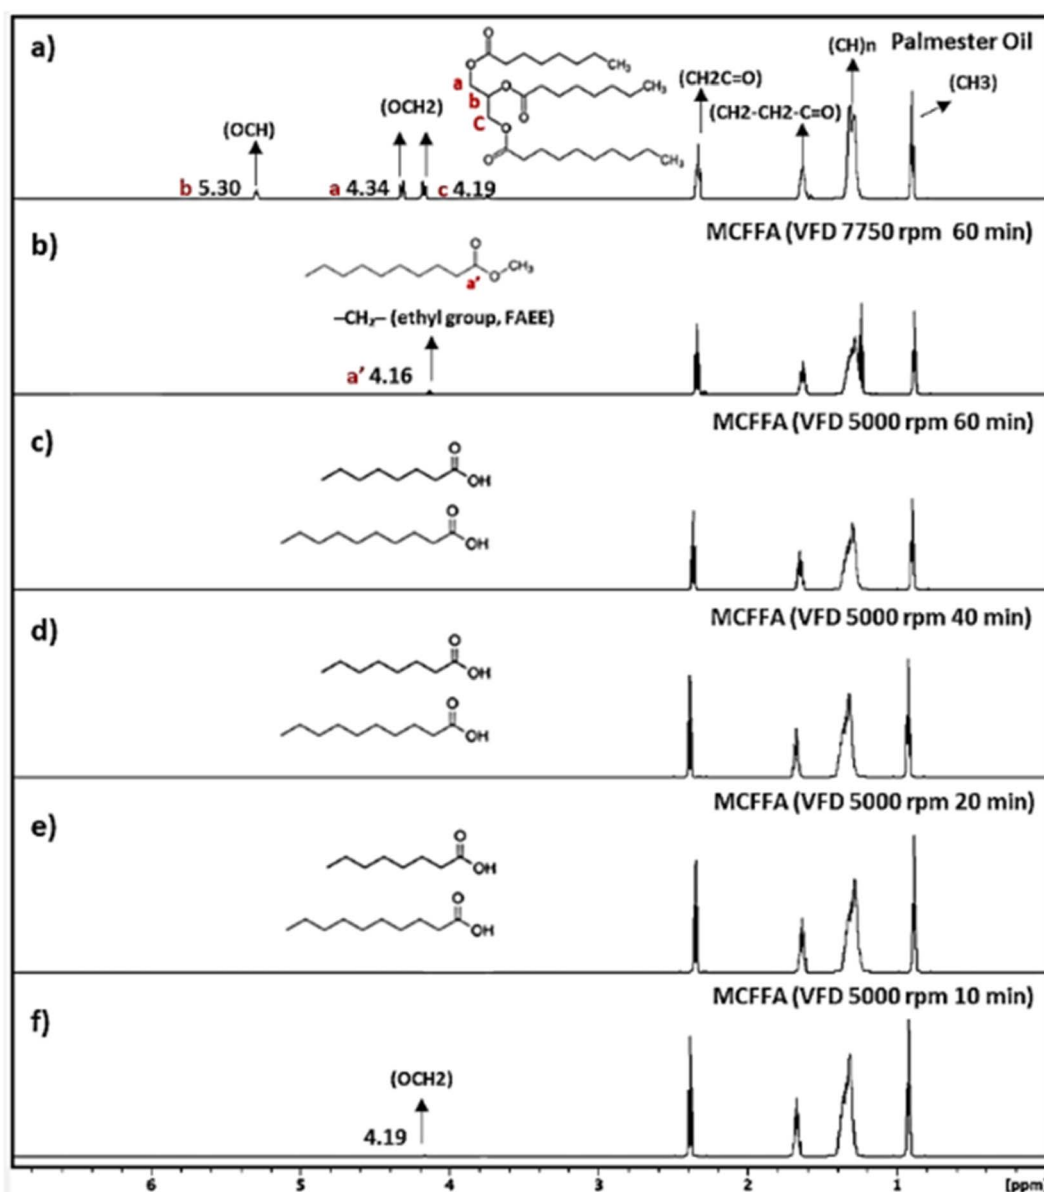 a)
Palmester Oil
(CH)n
(CH2C=O)
(CH3)
(OCH2)
(CH2-CH2-C=O)
(OCH)
O
O
CH3
a
b
O
CH3
O
c
O
O
CH3
b 5.30
a 4.34
c 4.19
b)
MCFFA (VFD 7750 rpm 60 min)
O
O
CH3
a'
–CH2– (ethyl group, FAEE)
a' 4.16
MCFFA (VFD 5000 rpm 60 min)
c)
O
OH
O
OH
MCFFA (VFD 5000 rpm 40 min)
d)
O
OH
O
OH
MCFFA (VFD 5000 rpm 20 min)
e)
O
OH
O
OH
MCFFA (VFD 5000 rpm 10 min)
f)
(OCH2)
4.19
6 5 4 3 2 1 [ppm]